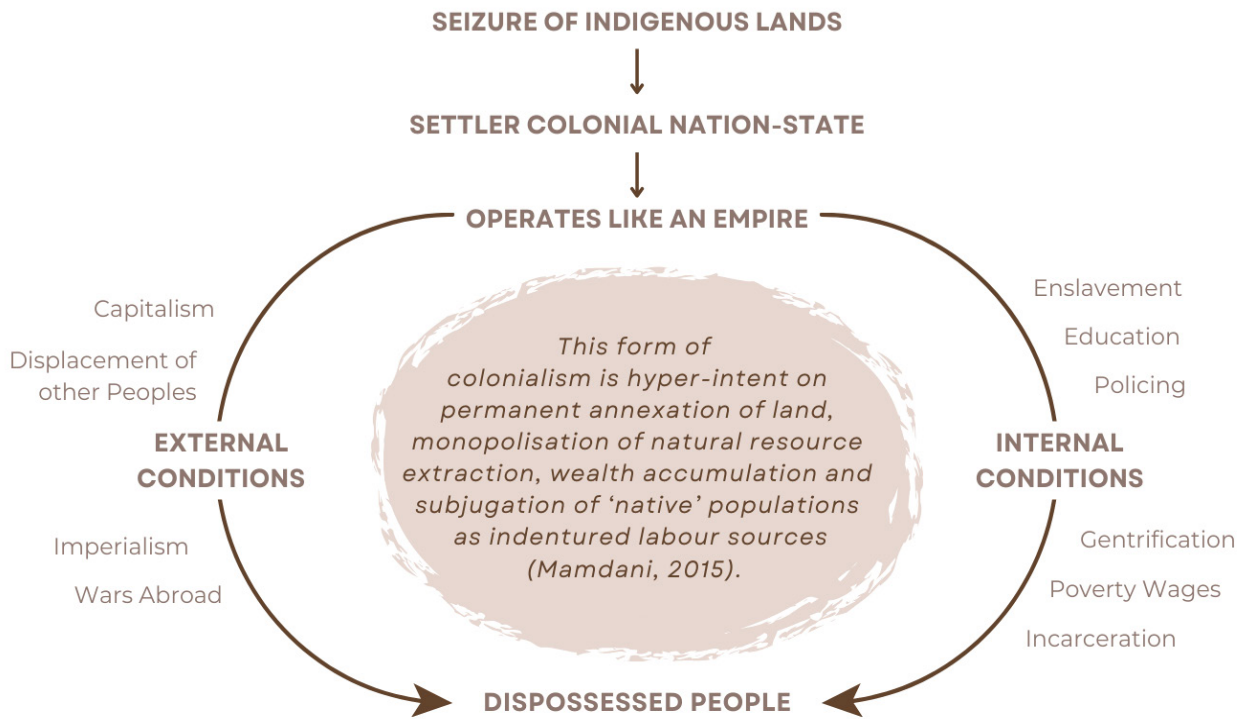 SEIZURE OF INDIGENOUS LANDS
SETTLER COLONIAL NATION-STATE
OPERATES LIKE AN EMPIRE
Capitalism
Displacement of
other Peoples
EXTERNAL
CONDITIONS
Imperialism
Wars Abroad
This form of
colonialism is hyper-intent on
permanent annexation of land,
monopolisation of natural resource
extraction, wealth accumulation and
subjugation of ‘native’ populations
as indentured labour sources
(Mamdani, 2015).
Enslavement
Education
Policing
INTERNAL
CONDITIONS
Gentrification
Poverty Wages
Incarceration
DISPOSSESSED PEOPLE